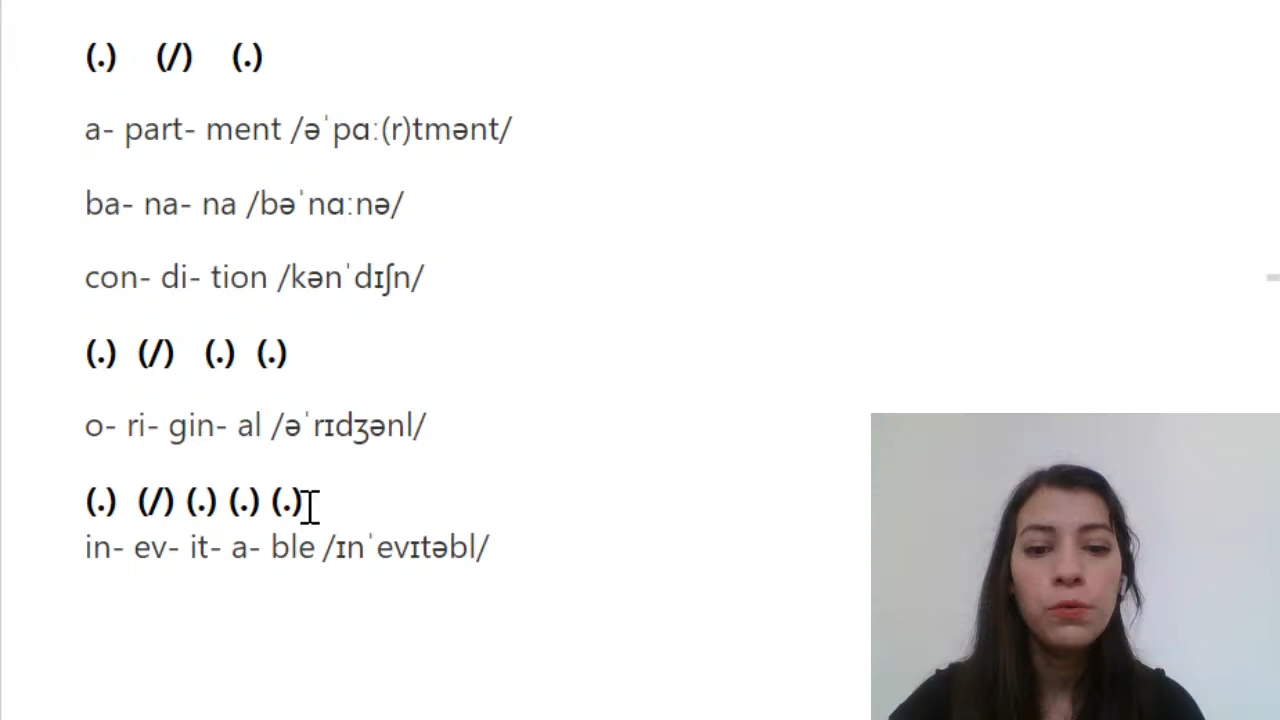 (.) (/) (.)
a- part- ment /əˈpɑː(r)tmənt/
ba- na- na /bəˈnɑːnə/
con- di- tion /kənˈdɪʃn/
(.) (/) (.) (.)
o- ri- gin- al /əˈrɪdʒənl/
(.) (/) (.) (.) (.)
in- ev- it- a- ble /ɪnˈevɪtəbl/